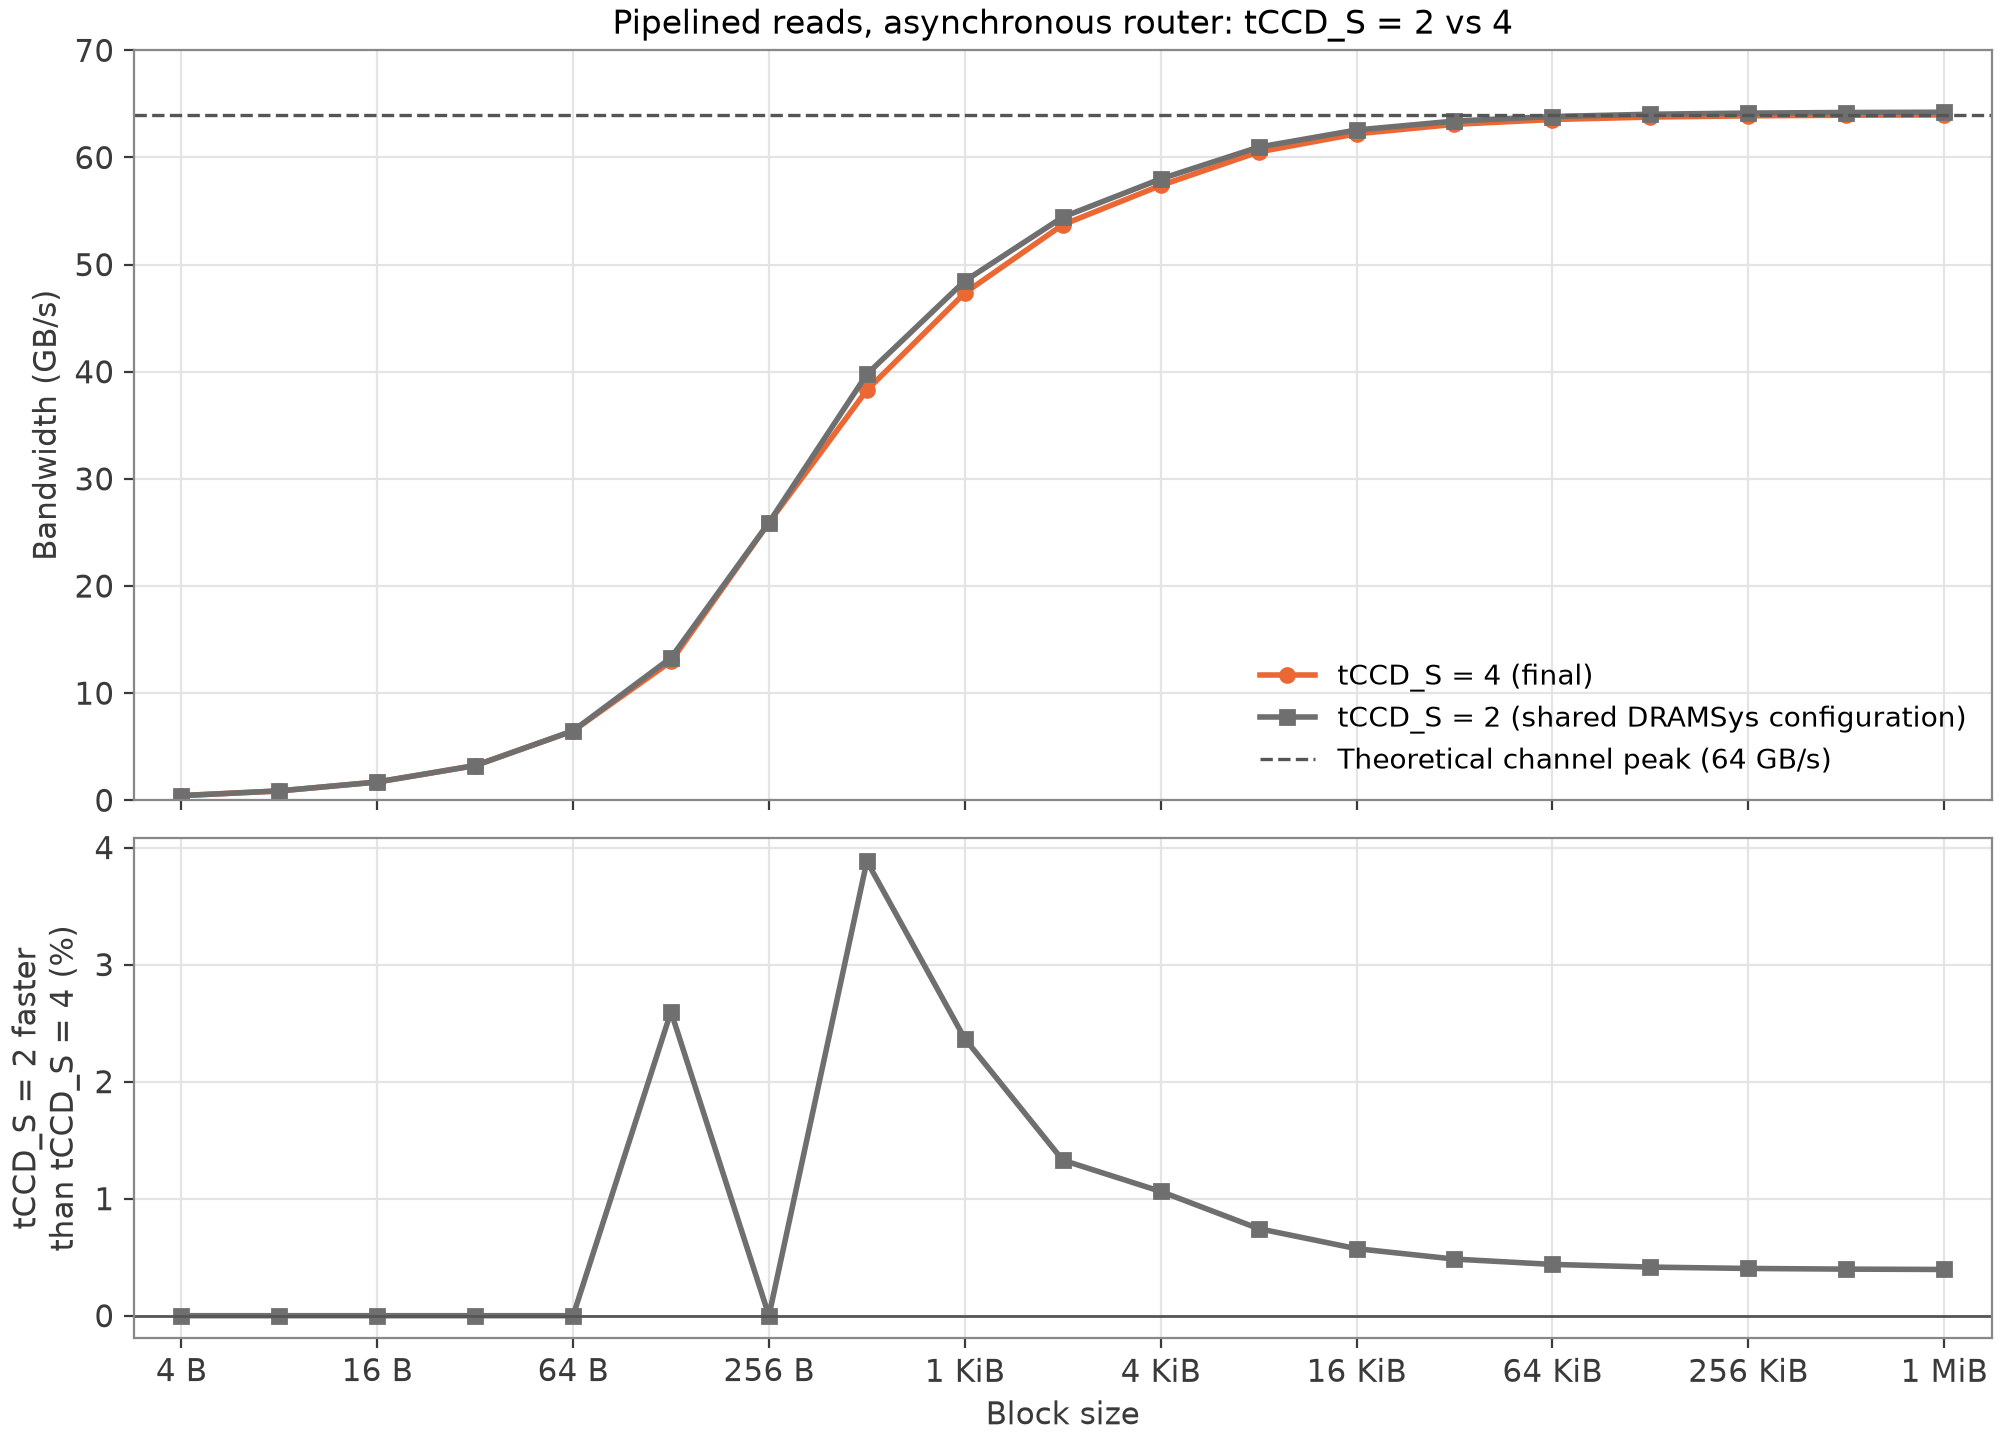 Pipelined reads, asynchronous router: tCCD_S = 2 vs 4
70
60
50
40
30
20
10
0
Bandwidth (GB/s)
tCCD_S = 4 (final)
tCCD_S = 2 (shared DRAMSys configuration)
Theoretical channel peak (64 GB/s)
4
3
2
1
0
tCCD_S = 2 faster
than tCCD_S = 4 (%)
4 B 16 B 64 B 256 B 1 KiB 4 KiB 16 KiB 64 KiB 256 KiB 1 MiB
Block size